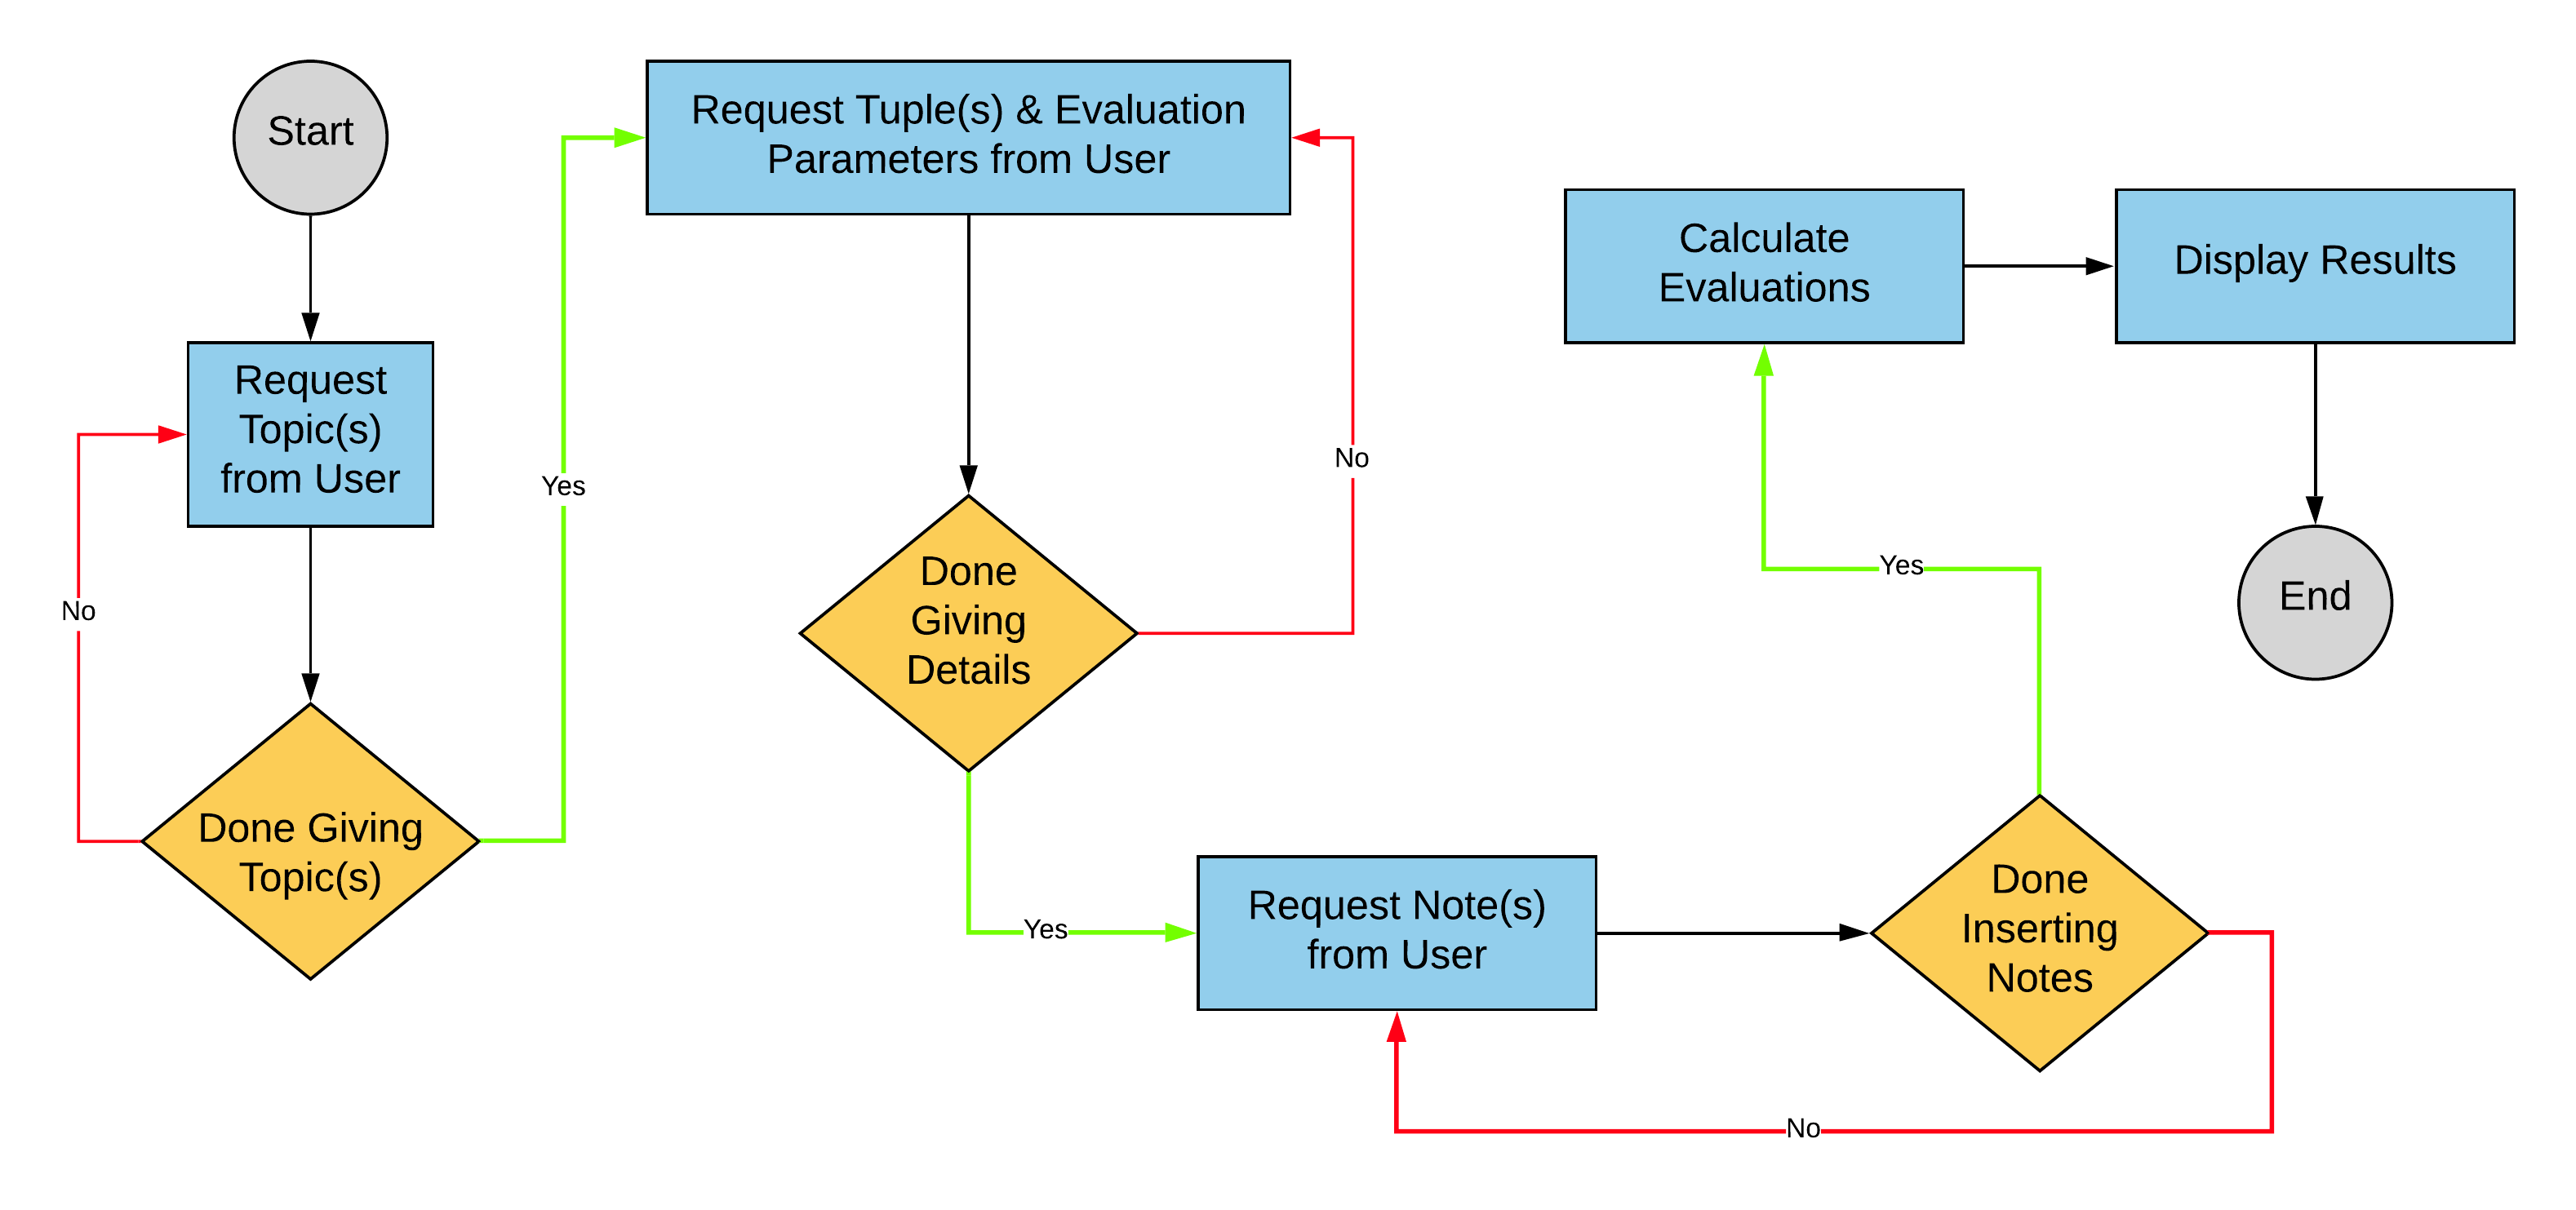 Start
Request
Topic(s)
from User
No
Done Giving
Topic(s)
Yes
Request Tuple(s) & Evaluation
Parameters from User
No
Done
Giving
Details
Yes
Request Note(s)
from User
Done
Inserting
Notes
No
Yes
Calculate
Evaluations
Display Results
End